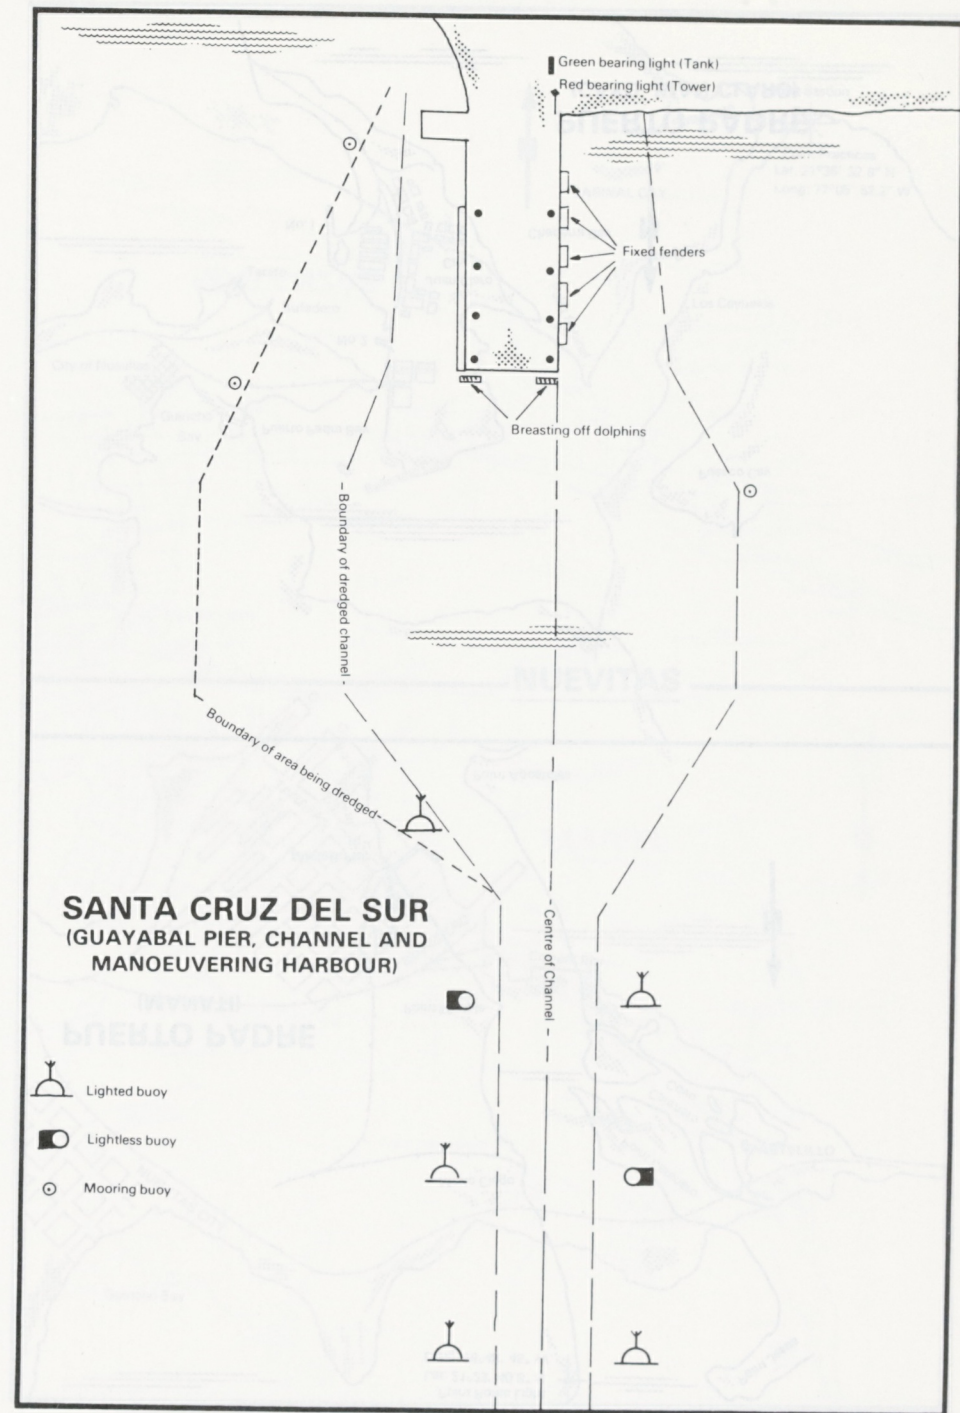 Green bearing light (Tank)
Red bearing light (Tower)
Fixed fenders
Breasting off dolphins
Boundary of dredged channel
Boundary of area being dredged
SANTA CRUZ DEL SUR
(GUAYABAL PIER, CHANNEL AND
MANOEUVERING HARBOUR)
Centre of Channel
Lighted buoy
Lightless buoy
Mooring buoy